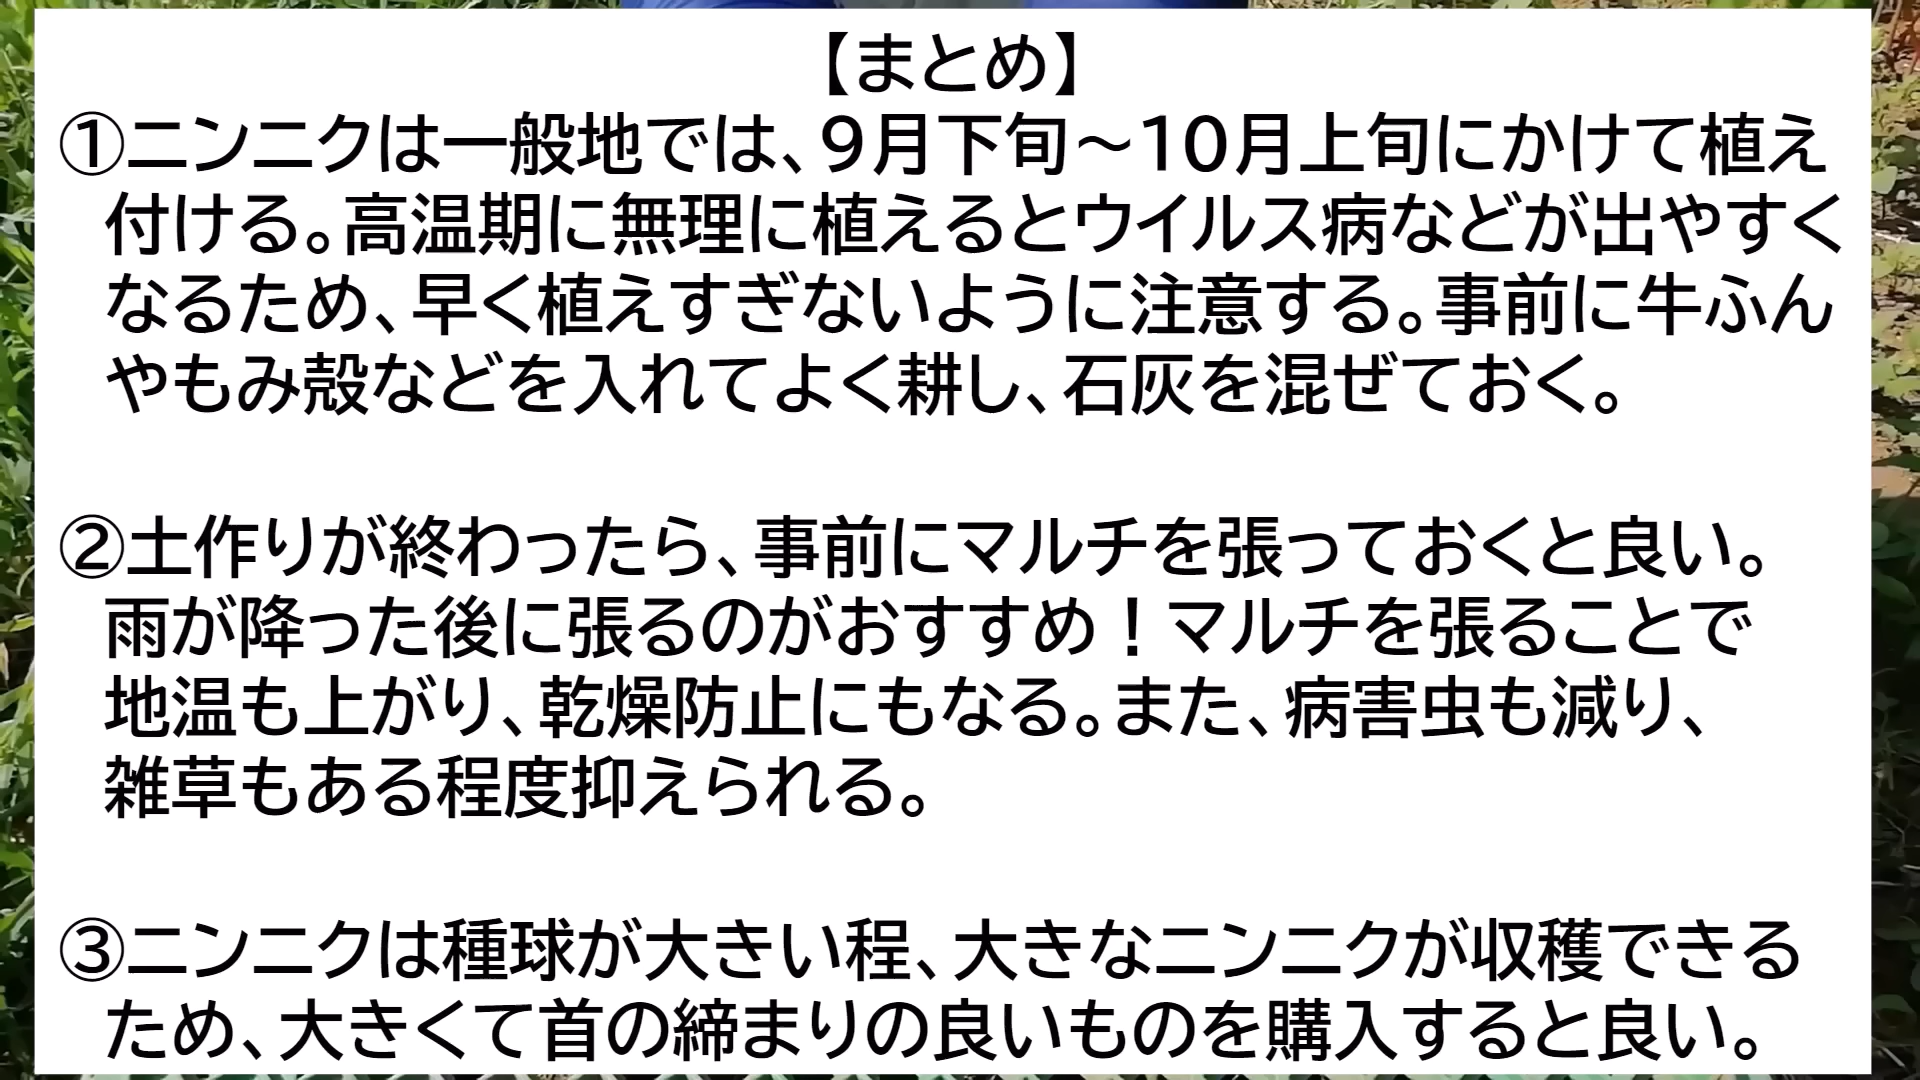 【まとめ】
①ニンニクは一般地では、９月下旬～１０月上旬にかけて植え
付ける。高温期に無理に植えるとウイルス病などが出やすく
なるため、早く植えすぎないように注意する。事前に牛ふん
やもみ殻などを入れてよく耕し、石灰を混ぜておく。
②土作りが終わったら、事前にマルチを張っておくと良い。
雨が降った後に張るのがおすすめ！マルチを張ることで
地温も上がり、乾燥防止にもなる。また、病害虫も減り、
雑草もある程度抑えられる。
③ニンニクは種球が大きい程、大きなニンニクが収穫できる
ため、大きくて首の締まりの良いものを購入すると良い。